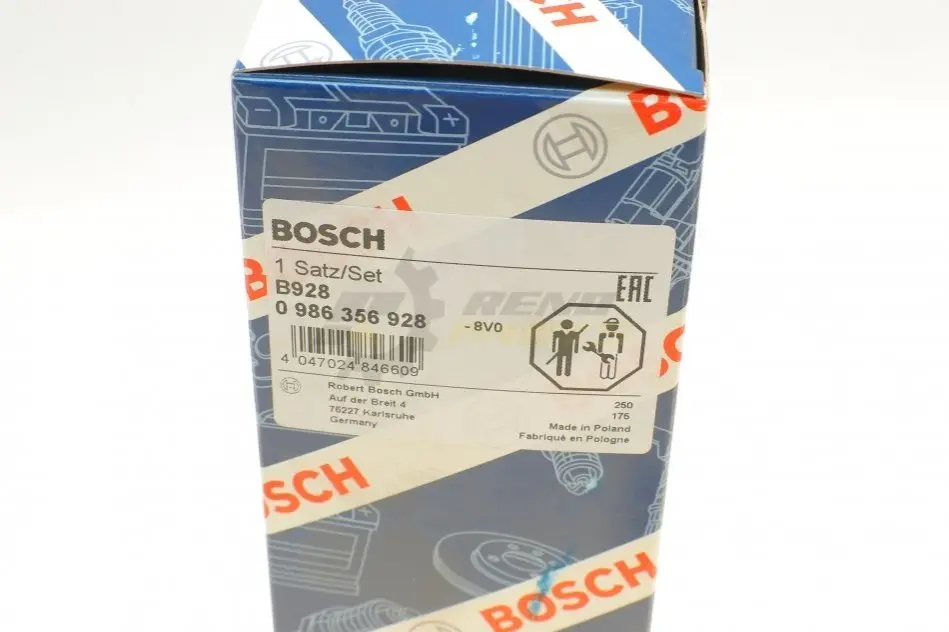 BOSCH
BOSCH
BOSCH
1 Satz/Set
B928
0 986 356 928
-8V0
EAC
4 047024 846609
Robert Bosch GmbH
Auf der Breit 4
76227 Karlsruhe
Germany
250
175
Made in Poland
Fabriqué en Pologne
BOSCH
BOSCH